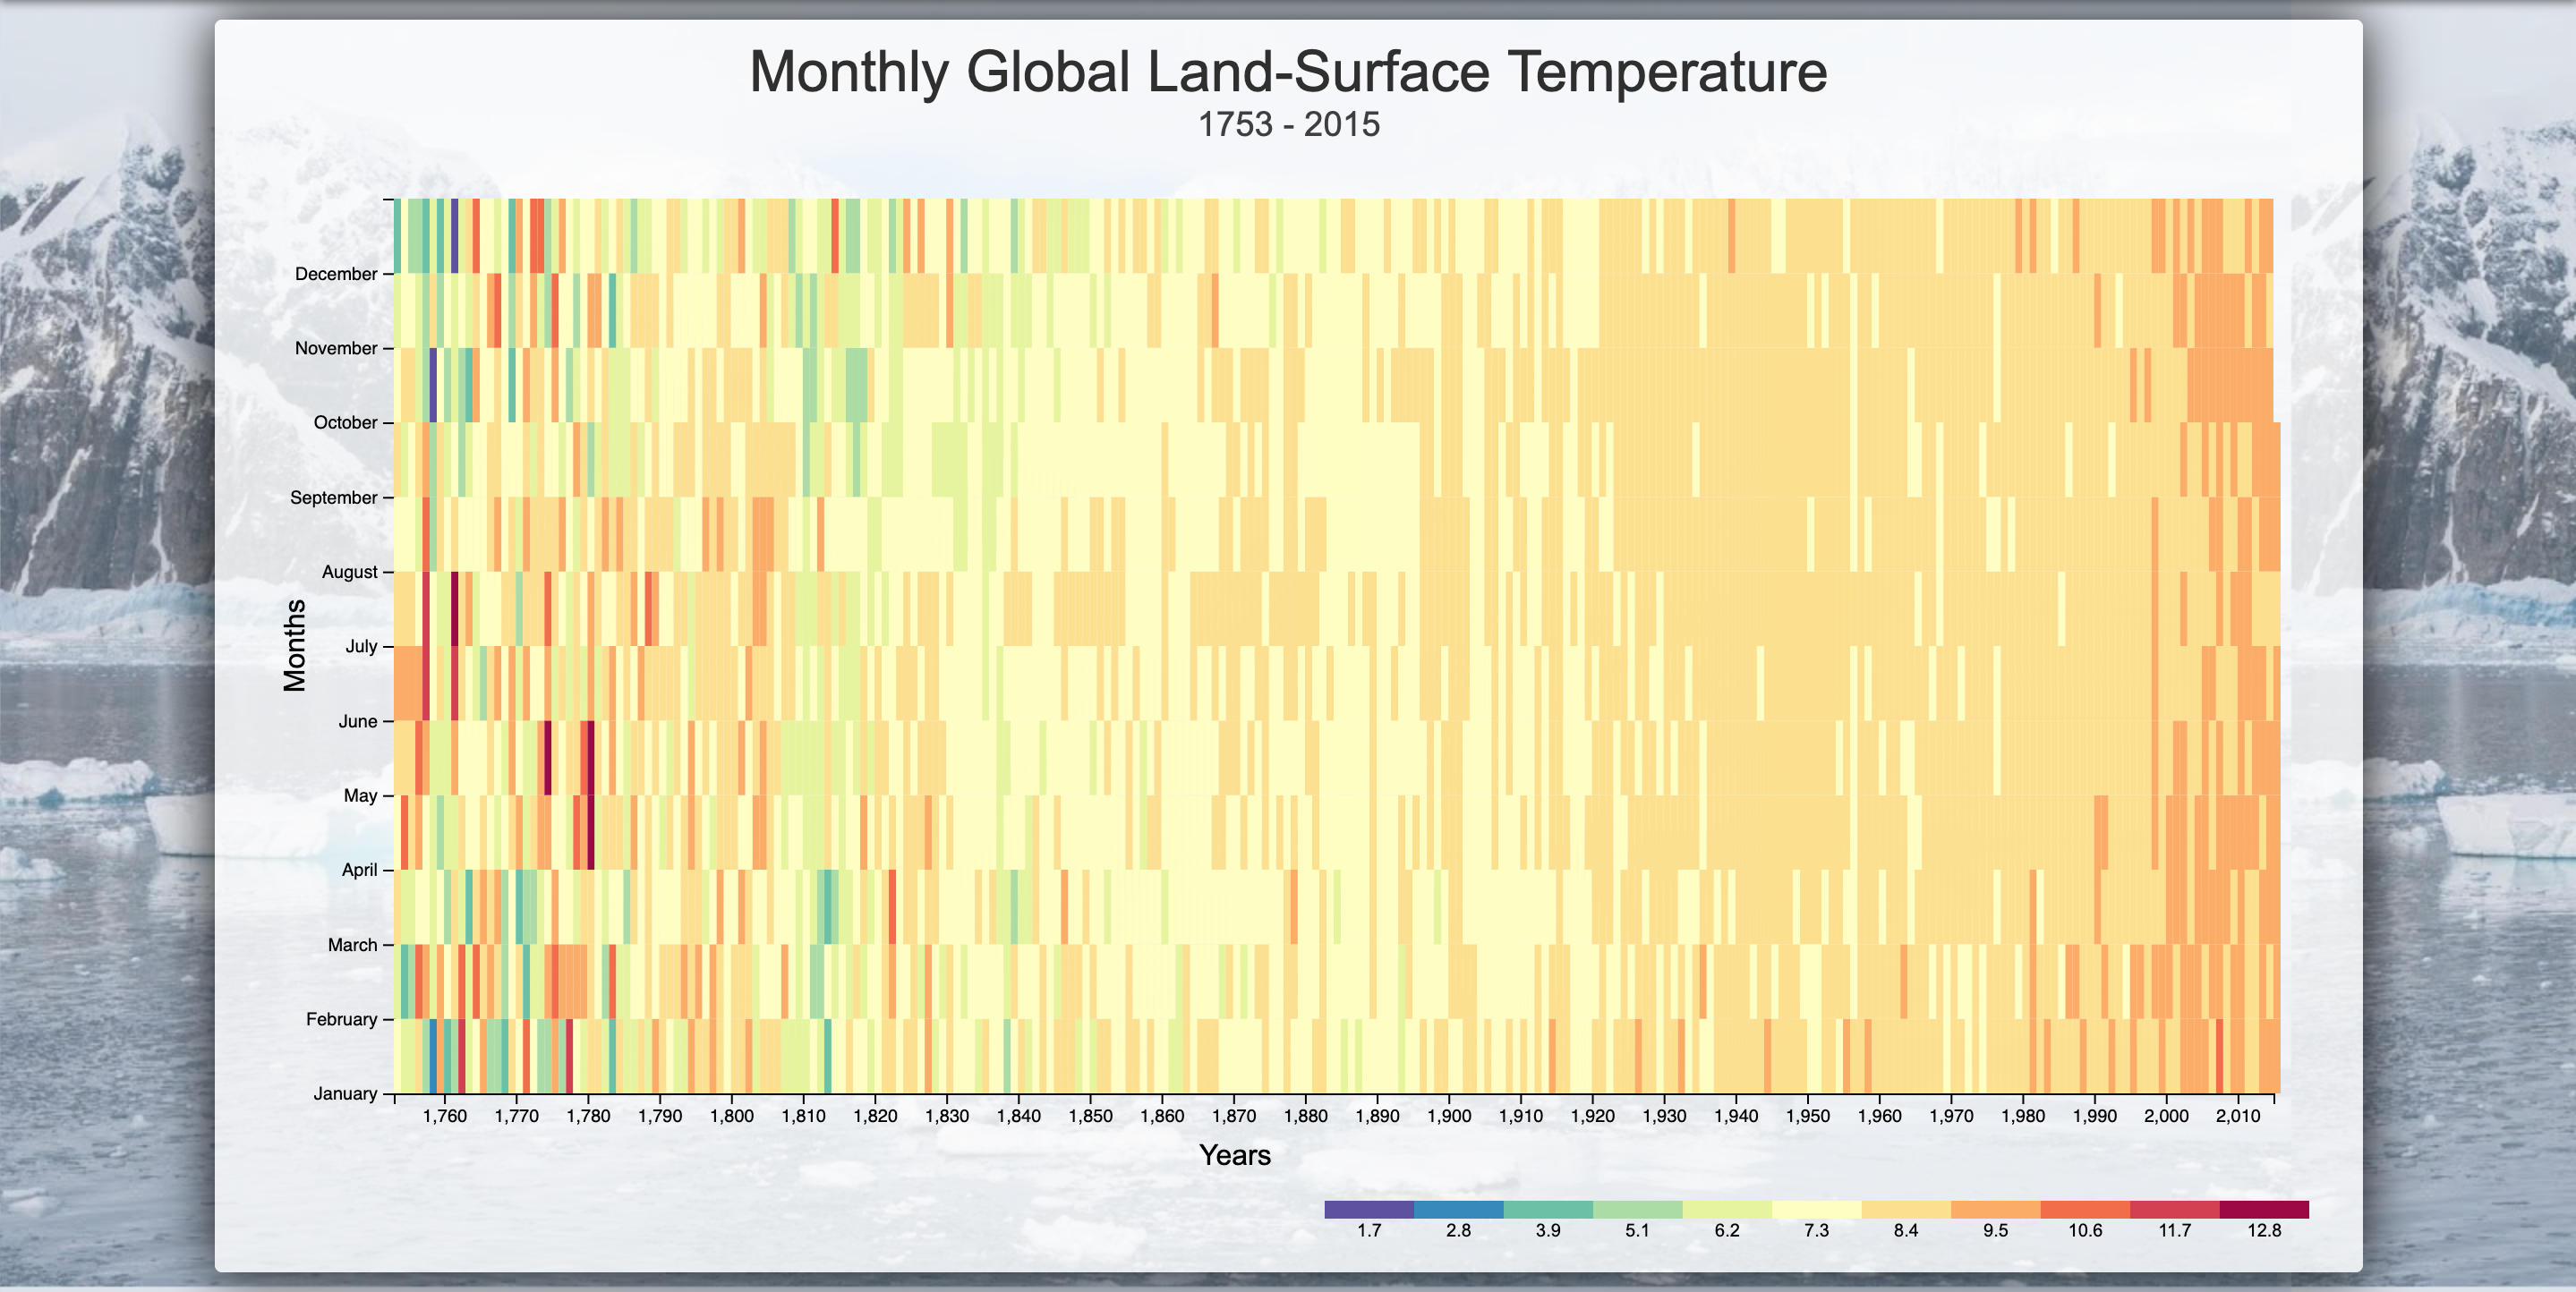 Monthly Global Land-Surface Temperature
1753 - 2015
Months
December
November
October
September
August
July
June
May
April
March
February
January
1,760 1,770 1,780 1,790 1,800 1,810 1,820 1,830 1,840 1,850 1,860 1,870 1,880 1,890 1,900 1,910 1,920 1,930 1,940 1,950 1,960 1,970 1,980 1,990 2,000 2,010
Years
1.7 2.8 3.9 5.1 6.2 7.3 8.4 9.5 10.6 11.7 12.8